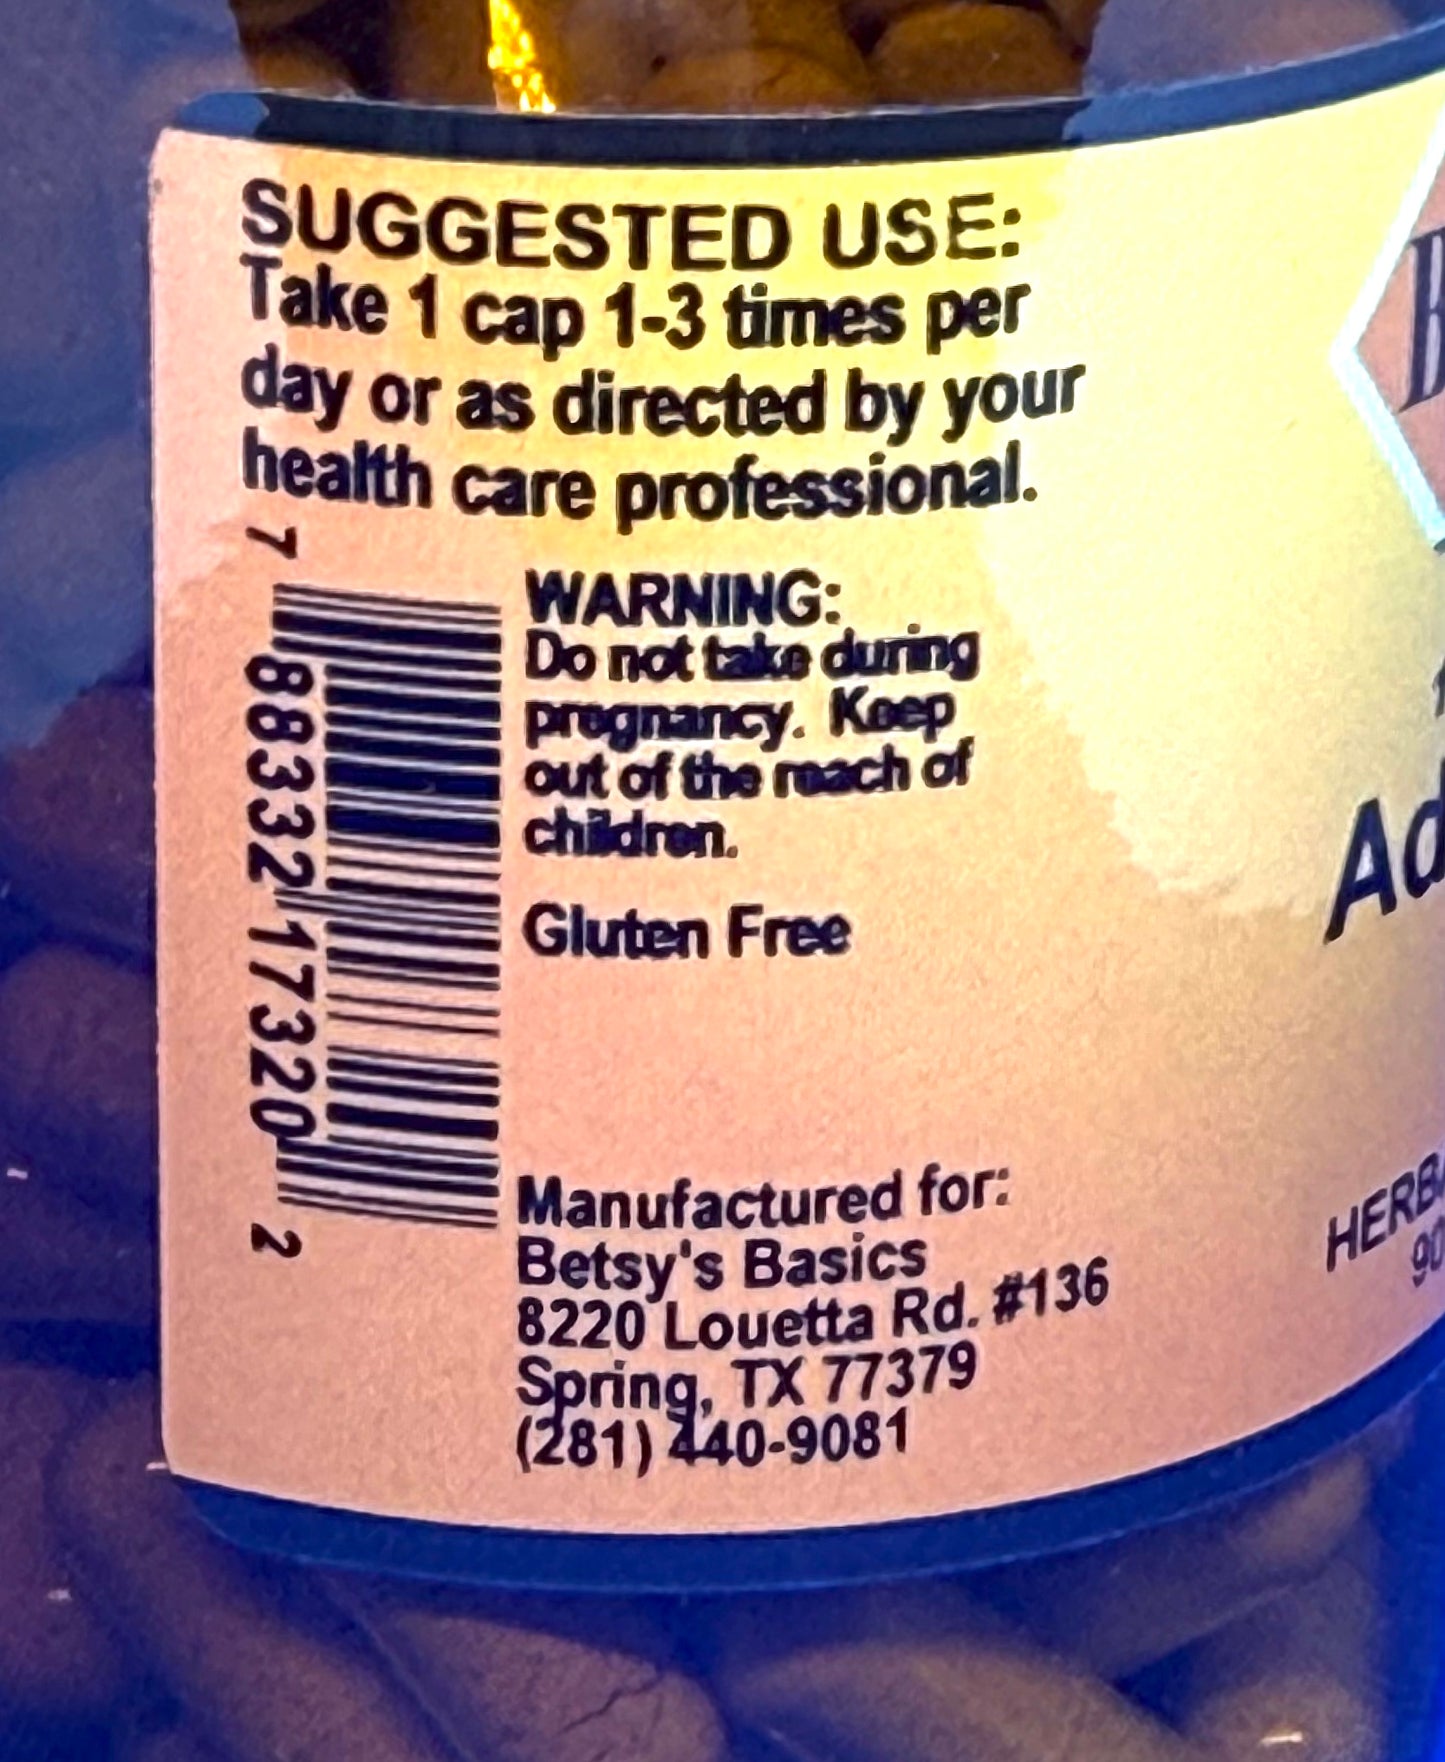 SUGGESTED USE:
Take 1 cap 1-3 times per
day or as directed by your
health care professional.
7 88332 17320 2
WARNING:
Do not take during
pregnancy. Keep
out of the reach of
children.
Gluten Free
Manufactured for:
Betsy's Basics
8220 Louetta Rd. #136
Spring, TX 77379
(281) 440-9081
Ad
HERBA
90